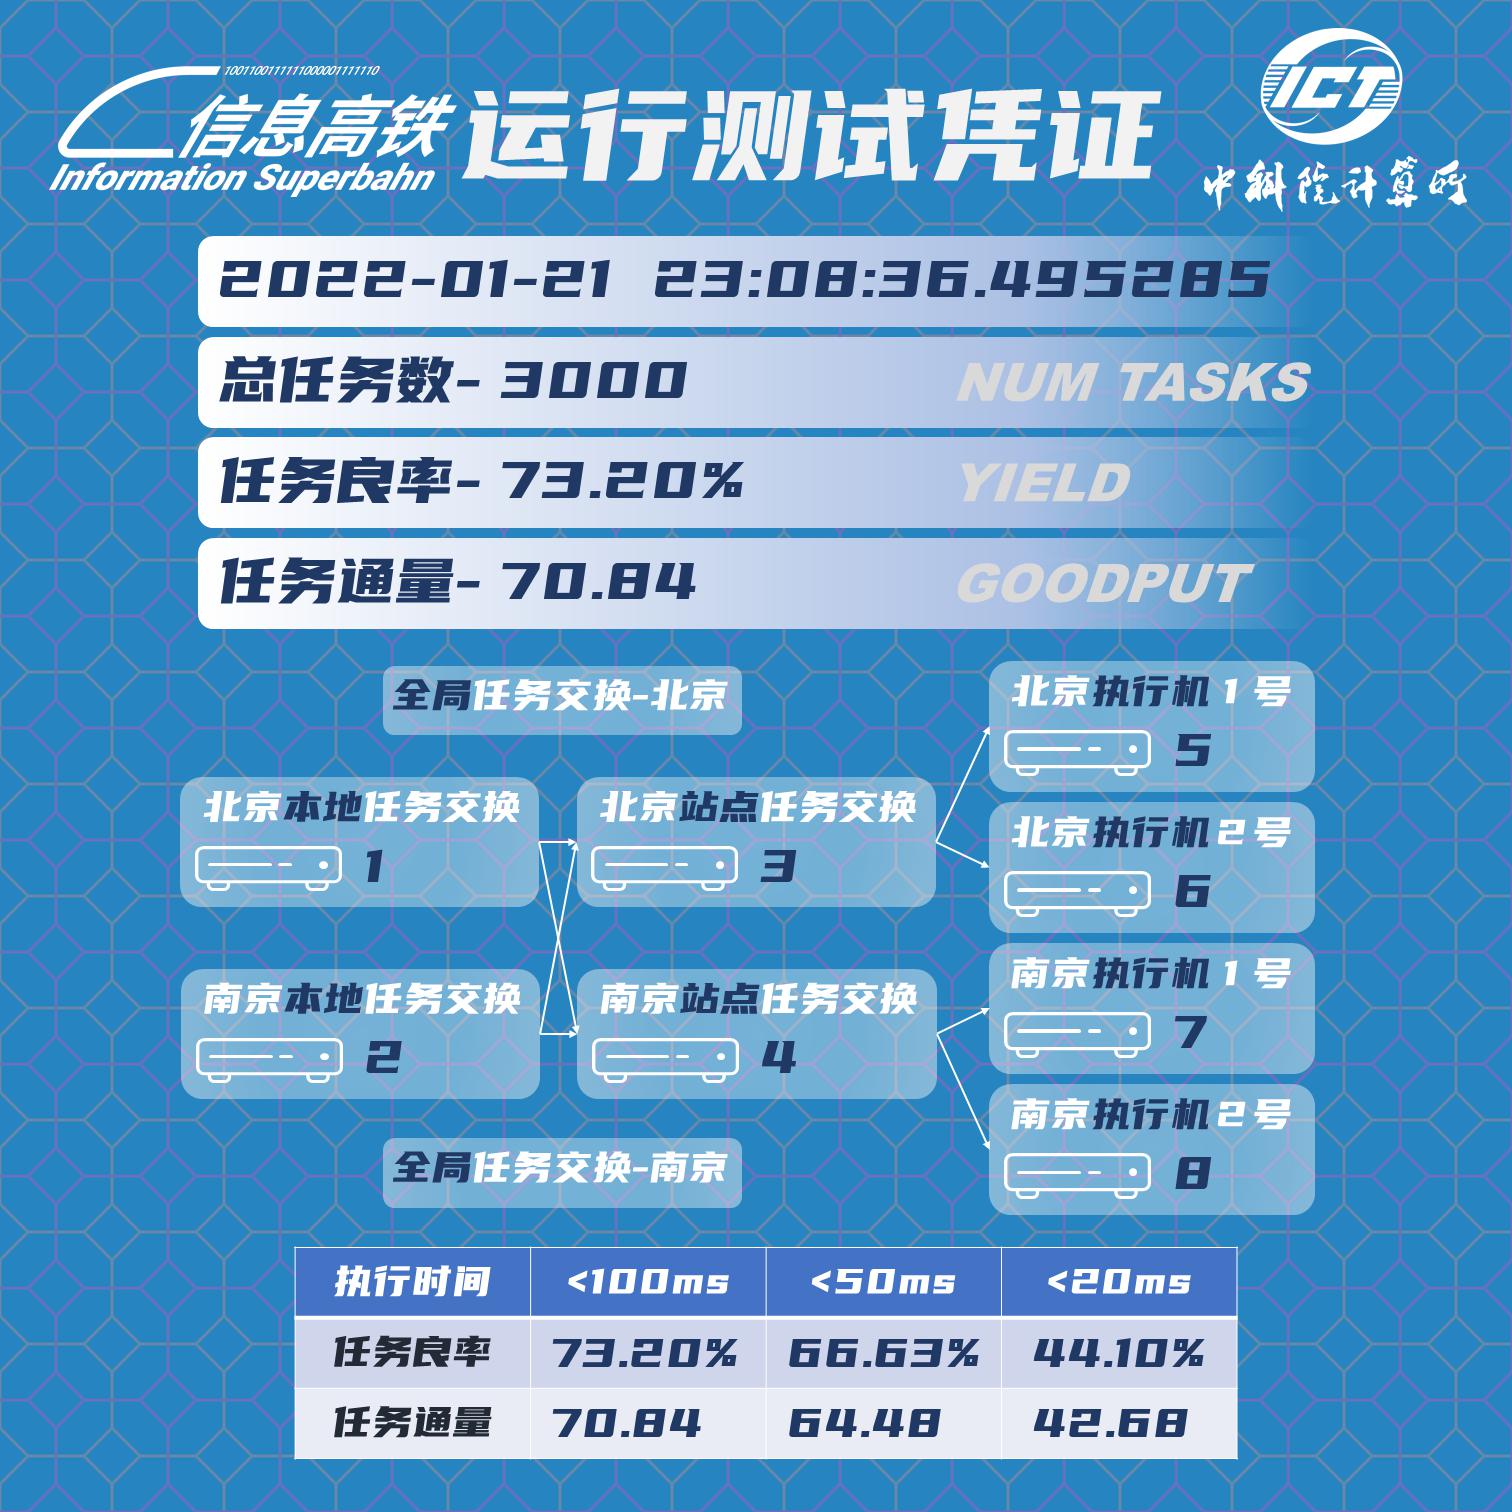 1001100111111000001111110
信息高铁
Information Superbahn
运行测试凭证
ICT
中科院计算所
2022-01-21 23:08:36.495285
总任务数- 3000 NUM TASKS
任务良率- 73.20% YIELD
任务通量- 70.84 GOODPUT
全局任务交换-北京
北京本地任务交换
1
南京本地任务交换
2
北京站点任务交换
3
南京站点任务交换
4
全局任务交换-南京
北京执行机1号
5
北京执行机2号
6
南京执行机1号
7
南京执行机2号
8
执行时间 <100ms <50ms <20ms
任务良率 73.20% 66.63% 44.10%
任务通量 70.84 64.48 42.68